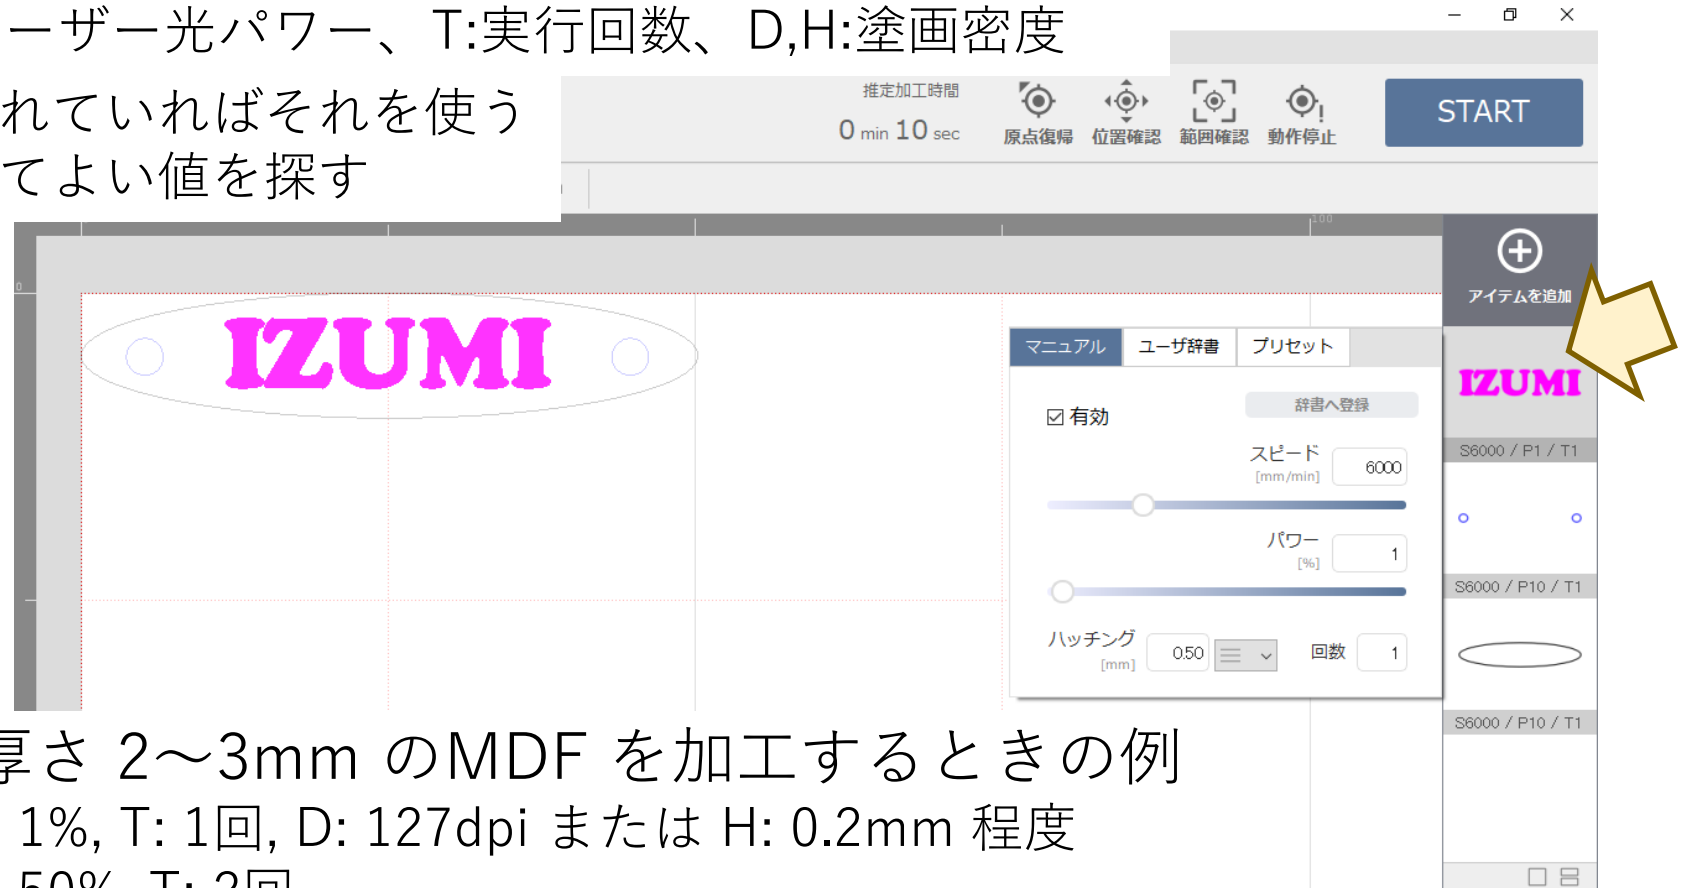 ーザー光パワー、T:実行回数、D,H:塗画密度
れていればそれを使う
てよい値を探す
推定加工時間
0 min 10 sec
原点復帰
位置確認
範囲確認
動作停止
START
100
0
アイテムを追加
IZUMI
マニュアル
ユーザ辞書
プリセット
有効
辞書へ登録
スピード
[mm/min]
6000
パワー
[%]
1
ハッチング
[mm]
0.50
回数
1
IZUMI
S6000 / P1 / T1
S6000 / P10 / T1
S6000 / P10 / T1
厚さ 2～3mm のMDF を加工するときの例
1%, T: 1回, D: 127dpi または H: 0.2mm 程度
50%, T: 2回